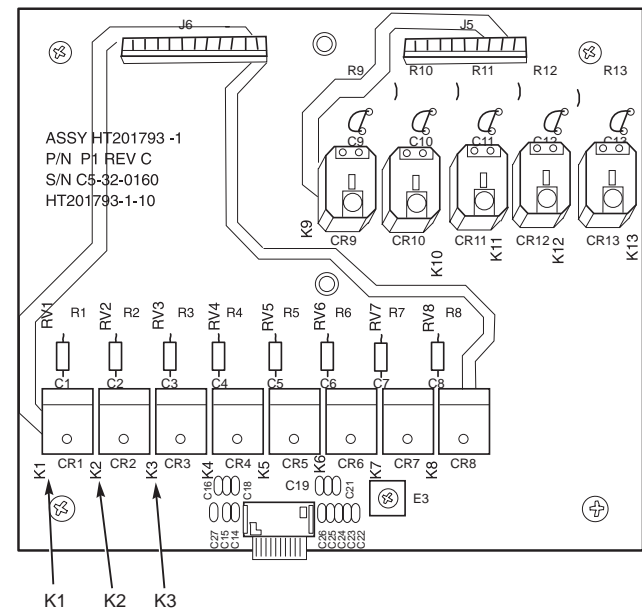 J6
J5
R9 R10 R11 R12 R13
ASSY HT201793 -1
P/N P1 REV C
S/N C5-32-0160
HT201793-1-10
C9 C10 C11 C12 C13
K9 K10 K11 K12 K13
CR9 CR10 CR11 CR12 CR13
RV1 R1 RV2 R2 RV3 R3 RV4 R4 RV5 R5 RV6 R6 RV7 R7 RV8 R8
C1 C2 C3 C4 C5 C6 C7 C8
K1 CR1 K2 CR2 K3 CR3 K4 CR4 K5 CR5 K6 CR6 K7 CR7 K8 CR8
C16 C18 C19 C21
E3
C27 C15 C14 C26 C25 C24 C23 C22
K1 K2 K3